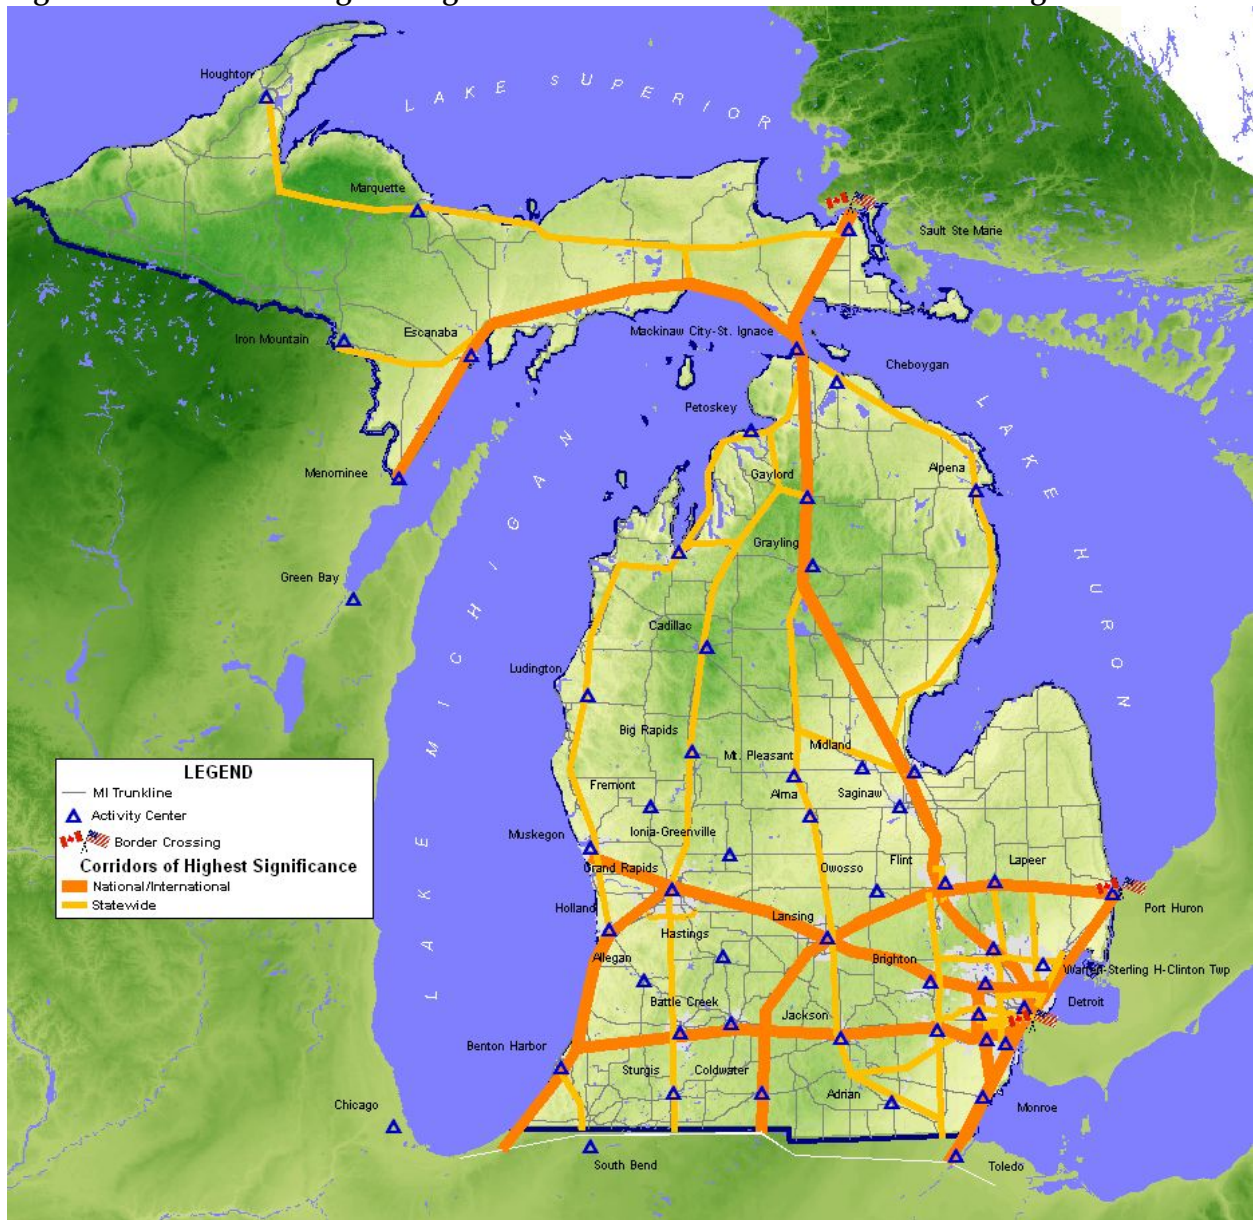 Houghton
LAKE SUPERIOR
Marquette
Sault Ste Marie
Iron Mountain
Escanaba
Mackinaw City-St. Ignace
Cheboygan
Petoskey
LAKE HURON
Menominee
Gaylord
Alpena
LAKE MICHIGAN
Grayling
Green Bay
Cadillac
Ludington
Big Rapids
Mt. Pleasant
Midland
LEGEND
MI Trunkline
Activity Center
Border Crossing
Corridors of Highest Significance
National/International
Statewide
Fremont
Alma
Saginaw
Muskegon
Ionia-Greenville
Grand Rapids
Owosso
Flint
Lapeer
Holland
Lansing
Port Huron
Hastings
Allegan
Brighton
Warren-Sterling H-Clinton Twp
Battle Creek
Jackson
Detroit
Benton Harbor
Sturgis
Coldwater
Adrian
Monroe
Chicago
South Bend
Toledo